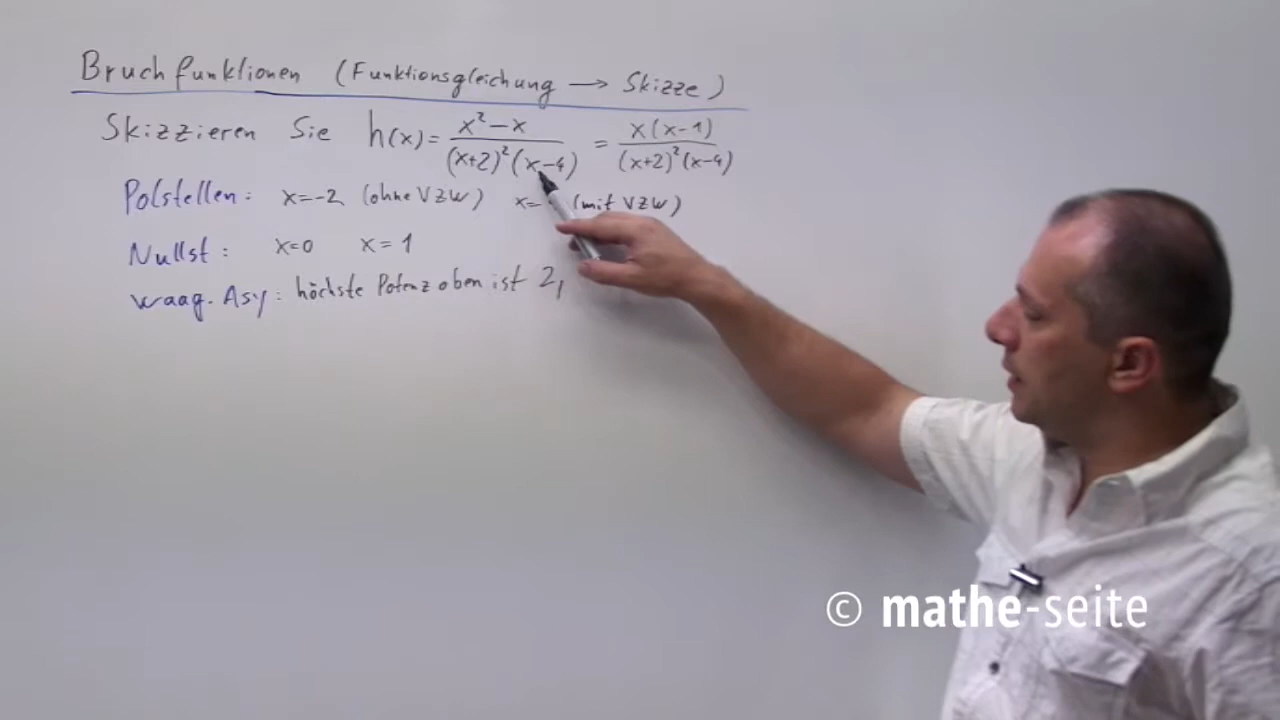 Bruchfunktionen (Funktionsgleichung → Skizze)
Skizzieren Sie h(x) = (x² − x) / ((x+2)² (x−4)) = x(x−1) / ((x+2)² (x−4))
Polstellen: x=−2 (ohne VZW) x= (mit VZW)
Nullst: x=0 x=1
waag. Asy: höchste Potenz oben ist 2,
© mathe-seite